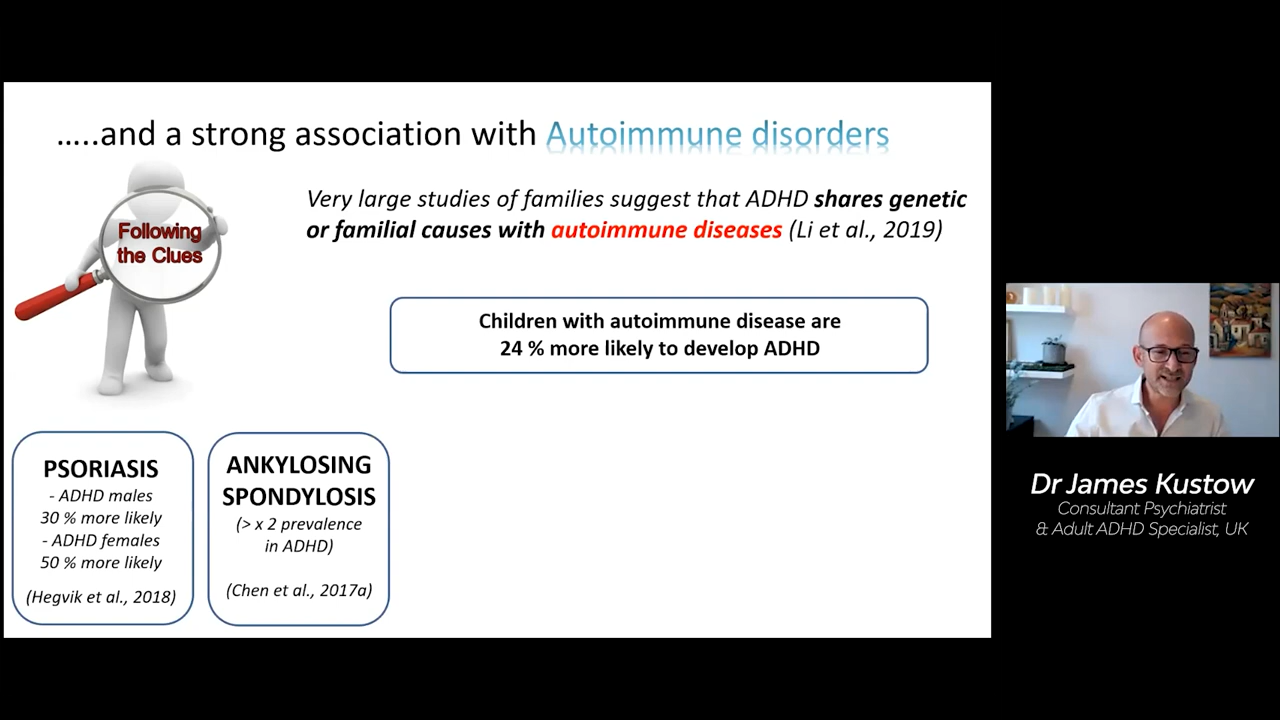 .....and a strong association with Autoimmune disorders
Following
the Clues
Very large studies of families suggest that ADHD shares genetic
or familial causes with autoimmune diseases (Li et al., 2019)
Children with autoimmune disease are
24 % more likely to develop ADHD
PSORIASIS
- ADHD males
30 % more likely
- ADHD females
50 % more likely
(Hegvik et al., 2018)
ANKYLOSING
SPONDYLOSIS
(> x 2 prevalence
in ADHD)
(Chen et al., 2017a)
Dr James Kustow
Consultant Psychiatrist
& Adult ADHD Specialist, UK